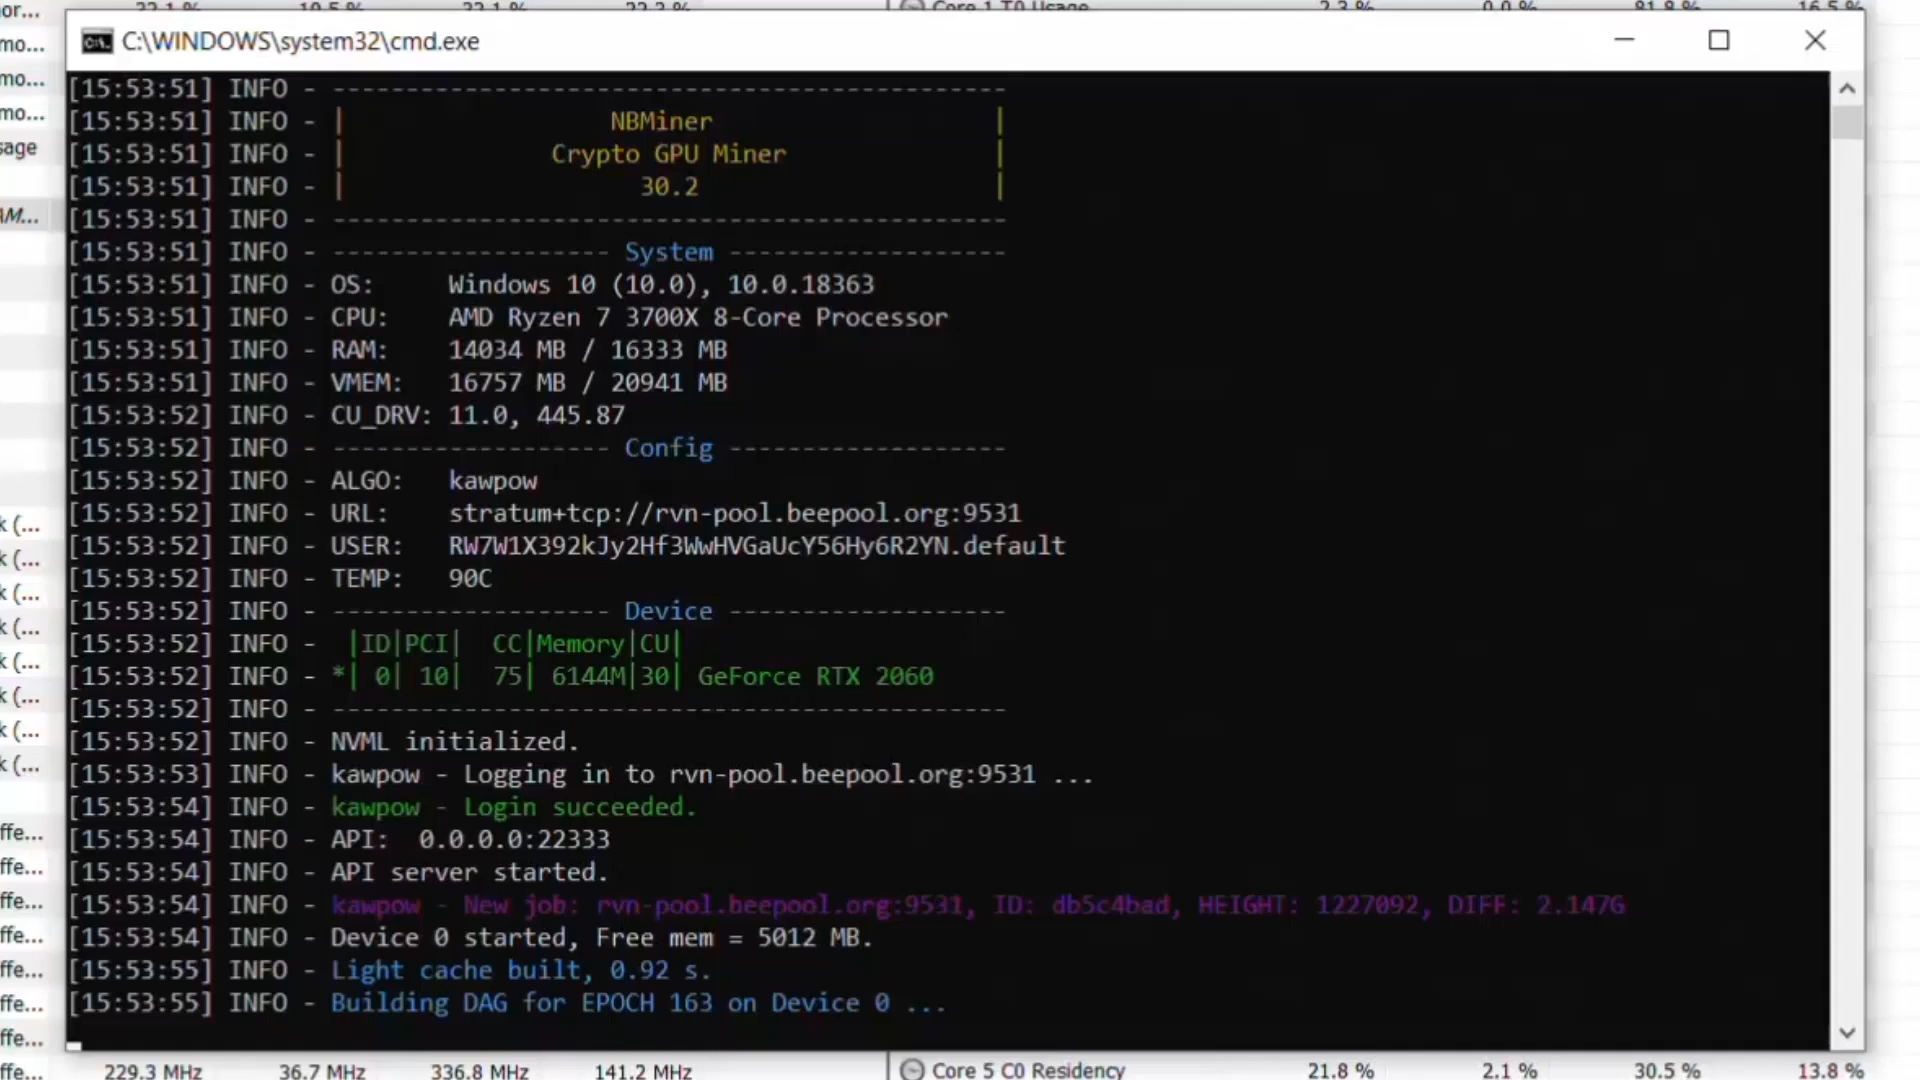 Core 1 T0 Usage 2.3 % 0.0 % 81.8 % 16.5 %
C:\WINDOWS\system32\cmd.exe
[15:53:51] INFO - ----------------------------------------------
[15:53:51] INFO - | NBMiner |
[15:53:51] INFO - | Crypto GPU Miner |
[15:53:51] INFO - | 30.2 |
[15:53:51] INFO - ----------------------------------------------
[15:53:51] INFO - ------------------- System -------------------
[15:53:51] INFO - OS: Windows 10 (10.0), 10.0.18363
[15:53:51] INFO - CPU: AMD Ryzen 7 3700X 8-Core Processor
[15:53:51] INFO - RAM: 14034 MB / 16333 MB
[15:53:51] INFO - VMEM: 16757 MB / 20941 MB
[15:53:52] INFO - CU_DRV: 11.0, 445.87
[15:53:52] INFO - ------------------- Config -------------------
[15:53:52] INFO - ALGO: kawpow
[15:53:52] INFO - URL: stratum+tcp://rvn-pool.beepool.org:9531
[15:53:52] INFO - USER: RW7W1X392kJy2Hf3WwHVGaUcY56Hy6R2YN.default
[15:53:52] INFO - TEMP: 90C
[15:53:52] INFO - ------------------- Device -------------------
[15:53:52] INFO - |ID|PCI| CC|Memory|CU|
[15:53:52] INFO - *| 0| 10| 75| 6144M|30| GeForce RTX 2060
[15:53:52] INFO - ----------------------------------------------
[15:53:52] INFO - NVML initialized.
[15:53:53] INFO - kawpow - Logging in to rvn-pool.beepool.org:9531 ...
[15:53:54] INFO - kawpow - Login succeeded.
[15:53:54] INFO - API: 0.0.0.0:22333
[15:53:54] INFO - API server started.
[15:53:54] INFO - kawpow - New job: rvn-pool.beepool.org:9531, ID: db5c4bad, HEIGHT: 1227092, DIFF: 2.147G
[15:53:54] INFO - Device 0 started, Free mem = 5012 MB.
[15:53:55] INFO - Light cache built, 0.92 s.
[15:53:55] INFO - Building DAG for EPOCH 163 on Device 0 ...
229.3 MHz 36.7 MHz 336.8 MHz 141.2 MHz Core 5 C0 Residency 21.8 % 2.1 % 30.5 % 13.8 %